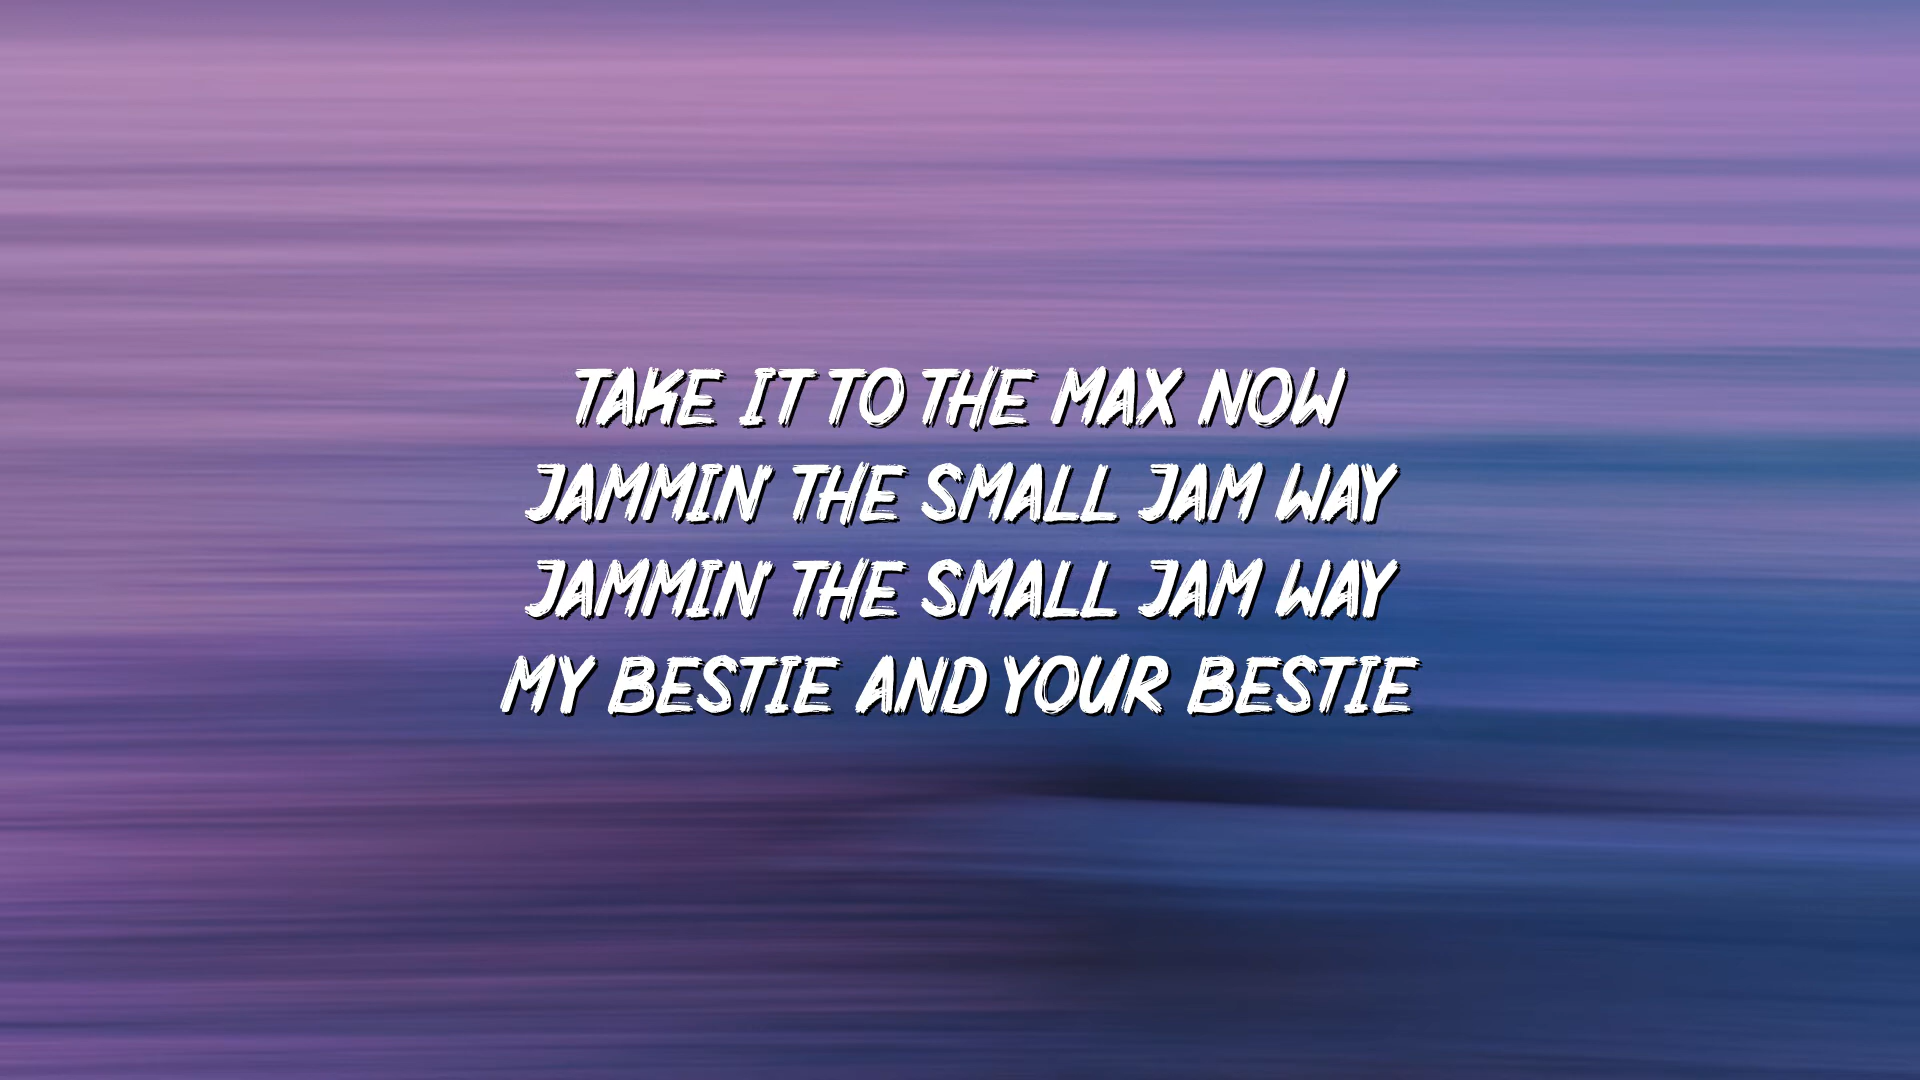 TAKE IT TO THE MAX NOW
JAMMIN' THE SMALL JAM WAY
JAMMIN' THE SMALL JAM WAY
MY BESTIE AND YOUR BESTIE